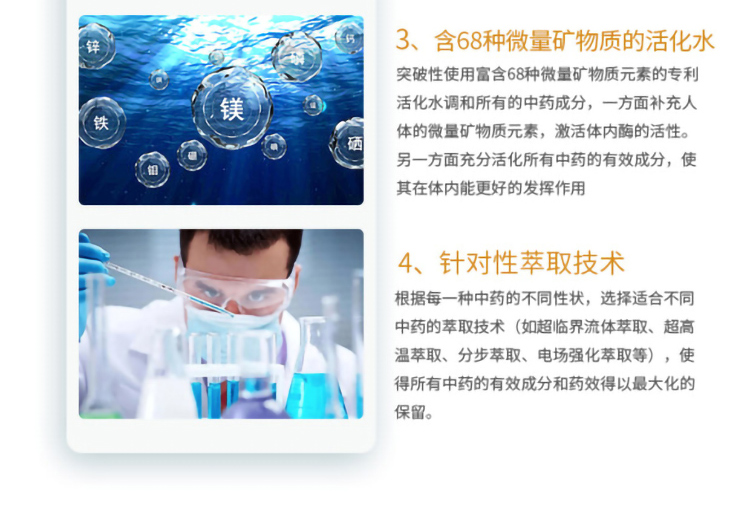 锌
钙
磷
镁
铁
硒
硼
钼
3、含68种微量矿物质的活化水
突破性使用富含68种微量矿物质元素的专利
活化水调和所有的中药成分，一方面补充人
体的微量矿物质元素，激活体内酶的活性。
另一方面充分活化所有中药的有效成分，使
其在体内能更好的发挥作用
4、针对性萃取技术
根据每一种中药的不同性状，选择适合不同
中药的萃取技术（如超临界流体萃取、超高
温萃取、分步萃取、电场强化萃取等），使
得所有中药的有效成分和药效得以最大化的
保留。